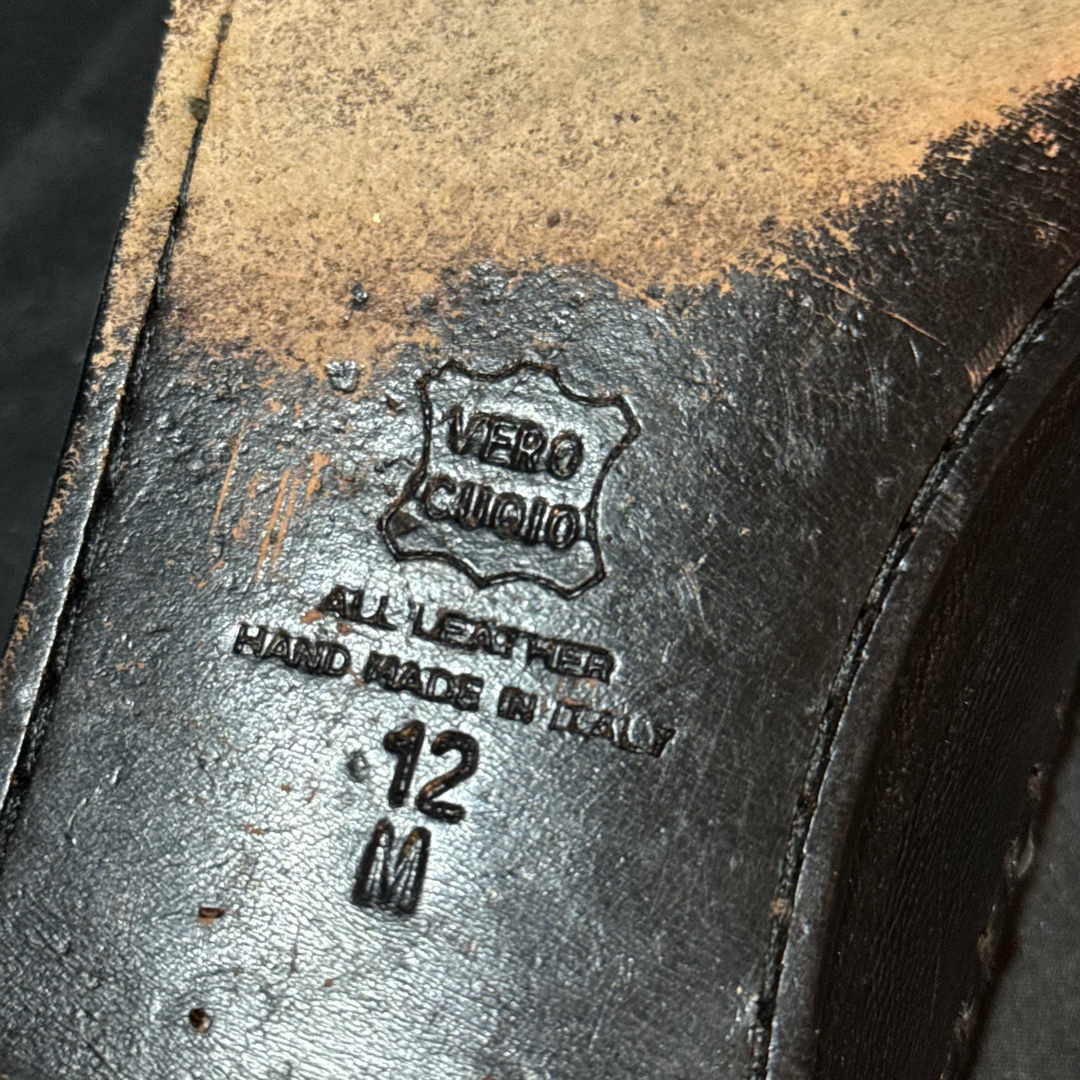 VERO
CUOIO
ALL LEATHER
HAND MADE IN ITALY
12
M